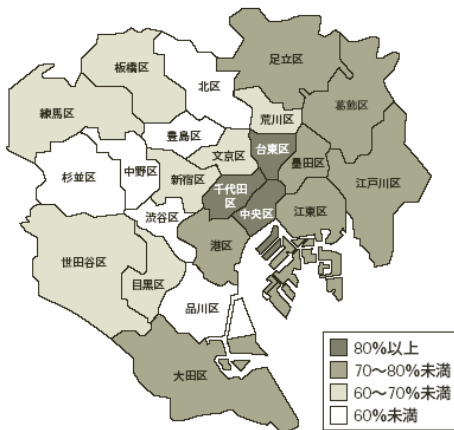 足立区
板橋区
北区
葛飾区
練馬区
荒川区
豊島区
台東区
文京区
墨田区
中野区
杉並区
新宿区
江戸川区
千代田
区
中央区
江東区
渋谷区
港区
世田谷区
目黒区
品川区
大田区
80%以上
70～80%未満
60～70%未満
60%未満